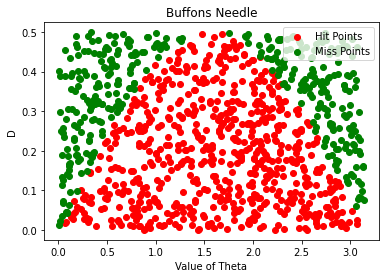 Buffons Needle
Hit Points
Miss Points
0.5
0.4
0.3
0.2
0.1
0.0
D
0.0 0.5 1.0 1.5 2.0 2.5 3.0
Value of Theta